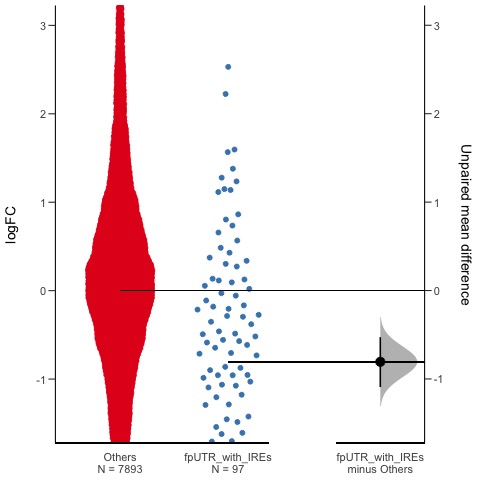 logFC
3
2
1
0
-1
Others
N = 7893
fpUTR_with_IREs
N = 97
3
2
1
0
-1
Unpaired mean difference
fpUTR_with_IREs
minus Others